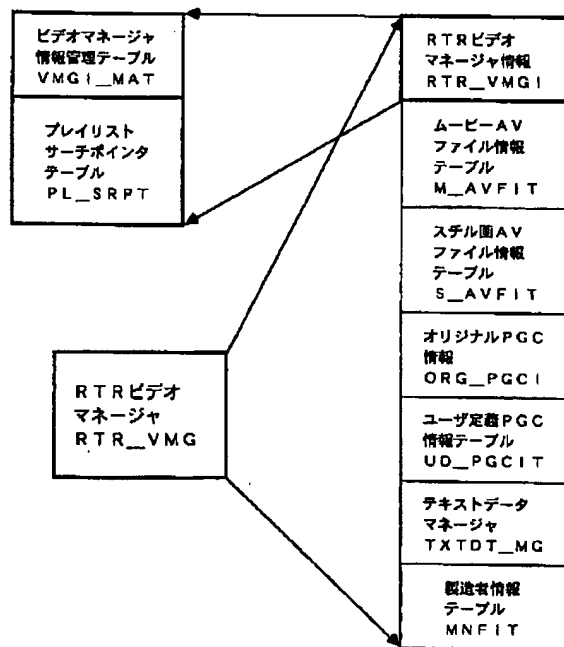 ビデオマネージャ
情報管理テーブル
VMGI_MAT
プレイリスト
サーチポインタ
テーブル
PL_SRPT
RTRビデオ
マネージャ
RTR_VMG
RTRビデオ
マネージャ情報
RTR_VMGI
ムービーAV
ファイル情報
テーブル
M_AVFIT
スチル画AV
ファイル情報
テーブル
S_AVFIT
オリジナルPGC
情報
ORG_PGCI
ユーザ定義PGC
情報テーブル
UD_PGCIT
テキストデータ
マネージャ
TXTDT_MG
製造者情報
テーブル
MNFIT